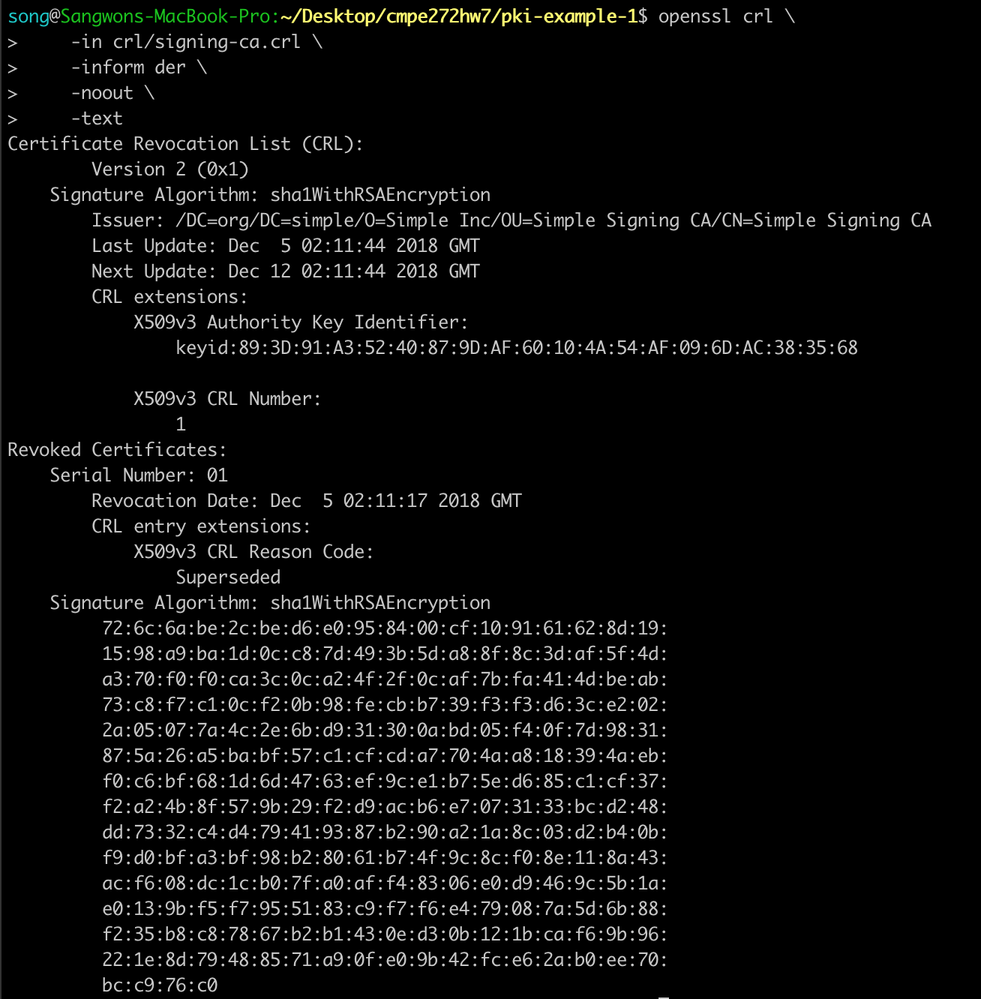 song@Sangwons-MacBook-Pro:~/Desktop/cmpe272hw7/pki-example-1$ openssl crl \
>     -in crl/signing-ca.crl \
>     -inform der \
>     -noout \
>     -text
Certificate Revocation List (CRL):
        Version 2 (0x1)
    Signature Algorithm: sha1WithRSAEncryption
        Issuer: /DC=org/DC=simple/O=Simple Inc/OU=Simple Signing CA/CN=Simple Signing CA
        Last Update: Dec  5 02:11:44 2018 GMT
        Next Update: Dec 12 02:11:44 2018 GMT
        CRL extensions:
            X509v3 Authority Key Identifier:
                keyid:89:3D:91:A3:52:40:87:9D:AF:60:10:4A:54:AF:09:6D:AC:38:35:68

            X509v3 CRL Number:
                1
Revoked Certificates:
    Serial Number: 01
        Revocation Date: Dec  5 02:11:17 2018 GMT
        CRL entry extensions:
            X509v3 CRL Reason Code:
                Superseded
    Signature Algorithm: sha1WithRSAEncryption
         72:6c:6a:be:2c:be:d6:e0:95:84:00:cf:10:91:61:62:8d:19:
         15:98:a9:ba:1d:0c:c8:7d:49:3b:5d:a8:8f:8c:3d:af:5f:4d:
         a3:70:f0:f0:ca:3c:0c:a2:4f:2f:0c:af:7b:fa:41:4d:be:ab:
         73:c8:f7:c1:0c:f2:0b:98:fe:cb:b7:39:f3:f3:d6:3c:e2:02:
         2a:05:07:7a:4c:2e:6b:d9:31:30:0a:bd:05:f4:0f:7d:98:31:
         87:5a:26:a5:ba:bf:57:c1:cf:cd:a7:70:4a:a8:18:39:4a:eb:
         f0:c6:bf:68:1d:6d:47:63:ef:9c:e1:b7:5e:d6:85:c1:cf:37:
         f2:a2:4b:8f:57:9b:29:f2:d9:ac:b6:e7:07:31:33:bc:d2:48:
         dd:73:32:c4:d4:79:41:93:87:b2:90:a2:1a:8c:03:d2:b4:0b:
         f9:d0:bf:a3:bf:98:b2:80:61:b7:4f:9c:8c:f0:8e:11:8a:43:
         ac:f6:08:dc:1c:b0:7f:a0:af:f4:83:06:e0:d9:46:9c:5b:1a:
         e0:13:9b:f5:f7:95:51:83:c9:f7:f6:e4:79:08:7a:5d:6b:88:
         f2:35:b8:c8:78:67:b2:b1:43:0e:d3:0b:12:1b:ca:f6:9b:96:
         22:1e:8d:79:48:85:71:a9:0f:e0:9b:42:fc:e6:2a:b0:ee:70:
         bc:c9:76:c0